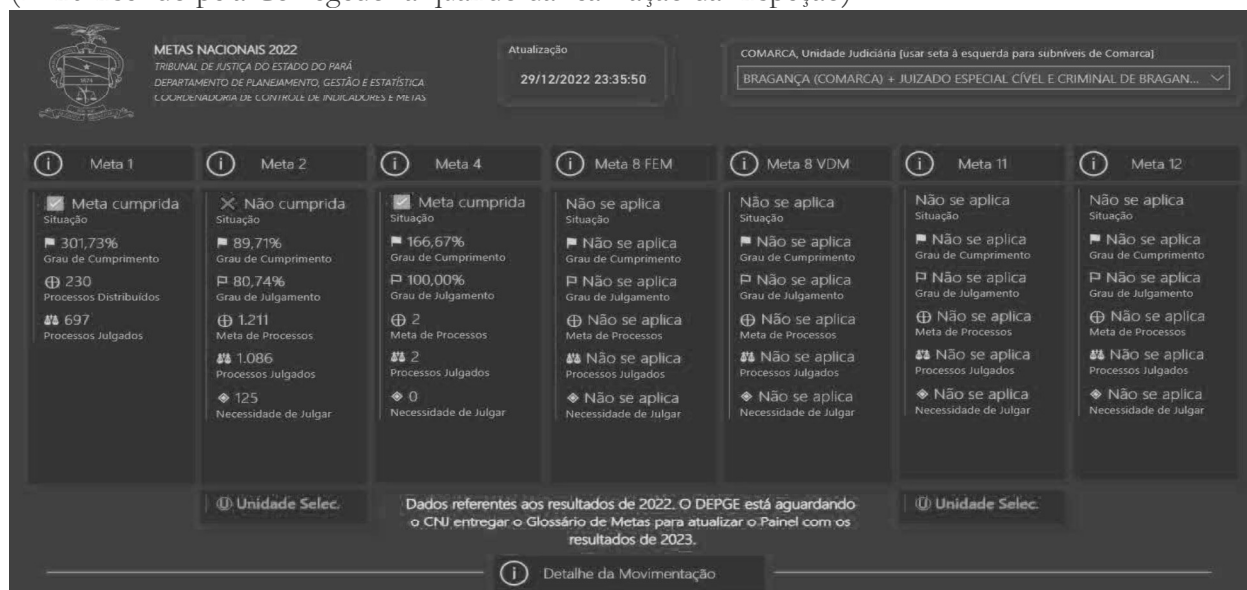 pela Corregedoria quando da realização da Inspeção)
METAS NACIONAIS 2022
TRIBUNAL DE JUSTIÇA DO ESTADO DO PARÁ
DEPARTAMENTO DE PLANEJAMENTO, GESTÃO E ESTATÍSTICA
COORDENADORIA DE CONTROLE DE INDICADORES E METAS
Atualização
29/12/2022 23:35:50
COMARCA, Unidade Judiciária [usar seta à esquerda para subníveis de Comarca]
BRAGANÇA (COMARCA) + JUIZADO ESPECIAL CÍVEL E CRIMINAL DE BRAGAN...
Meta 1
Meta cumprida
Situação
301,73%
Grau de Cumprimento
230
Processos Distribuídos
697
Processos Julgados
Meta 2
Não cumprida
Situação
89,71%
Grau de Cumprimento
80,74%
Grau de Julgamento
1.211
Meta de Processos
1.086
Processos Julgados
125
Necessidade de Julgar
Meta 4
Meta cumprida
Situação
166,67%
Grau de Cumprimento
100,00%
Grau de Julgamento
2
Meta de Processos
2
Processos Julgados
0
Necessidade de Julgar
Meta 8 FEM
Não se aplica
Situação
Não se aplica
Grau de Cumprimento
Não se aplica
Grau de Julgamento
Não se aplica
Meta de Processos
Não se aplica
Processos Julgados
Não se aplica
Necessidade de Julgar
Meta 8 VDM
Não se aplica
Situação
Não se aplica
Grau de Cumprimento
Não se aplica
Grau de Julgamento
Não se aplica
Meta de Processos
Não se aplica
Processos Julgados
Não se aplica
Necessidade de Julgar
Meta 11
Não se aplica
Situação
Não se aplica
Grau de Cumprimento
Não se aplica
Grau de Julgamento
Não se aplica
Meta de Processos
Não se aplica
Processos Julgados
Não se aplica
Necessidade de Julgar
Meta 12
Não se aplica
Situação
Não se aplica
Grau de Cumprimento
Não se aplica
Grau de Julgamento
Não se aplica
Meta de Processos
Não se aplica
Processos Julgados
Não se aplica
Necessidade de Julgar
Unidade Selec.
Dados referentes aos resultados de 2022. O DEPGE está aguardando
o CNJ entregar o Glossário de Metas para atualizar o Painel com os
resultados de 2023.
Unidade Selec.
Detalhe da Movimentação